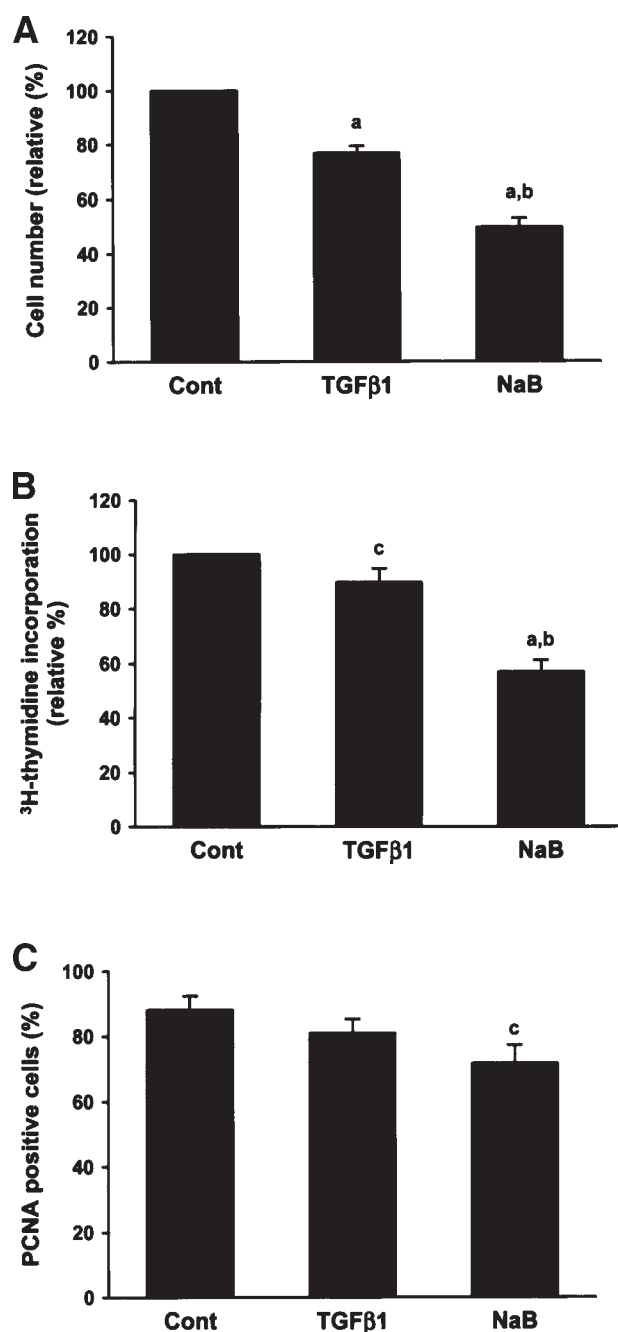 A
Cell number (relative (%)
120
100
80
60
40
20
0
a
a,b
Cont TGFβ1 NaB
B
³H-thymidine incorporation
(relative %)
120
100
80
60
40
20
0
c
a,b
Cont TGFβ1 NaB
C
PCNA positive cells (%)
100
80
60
40
20
0
c
Cont TGFβ1 NaB